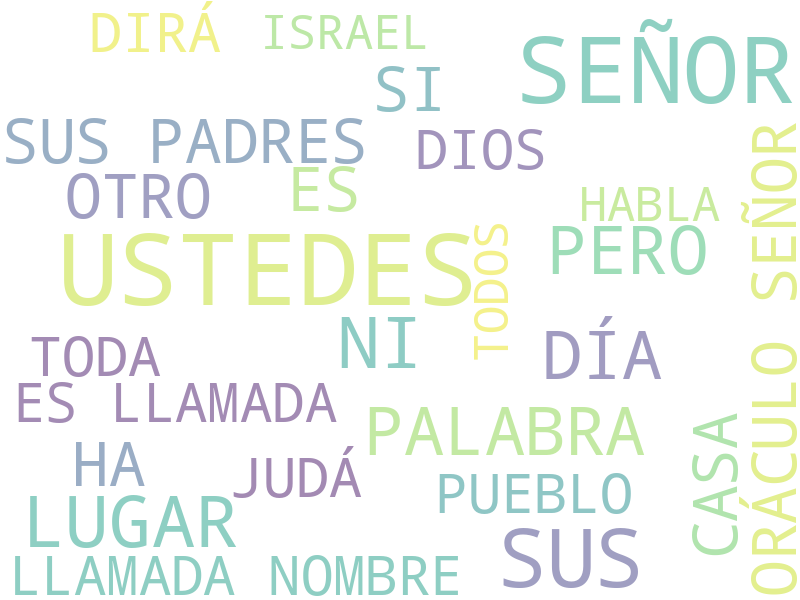 DIRÁ
ISRAEL
SEÑOR
SI
SUS PADRES
DIOS
OTRO
ES
HABLA
USTEDES
TODOS
PERO
ORÁCULO SEÑOR
NI
DÍA
TODA
ES LLAMADA
PALABRA
CASA
HA
JUDÁ
PUEBLO
LUGAR
SUS
LLAMADA NOMBRE